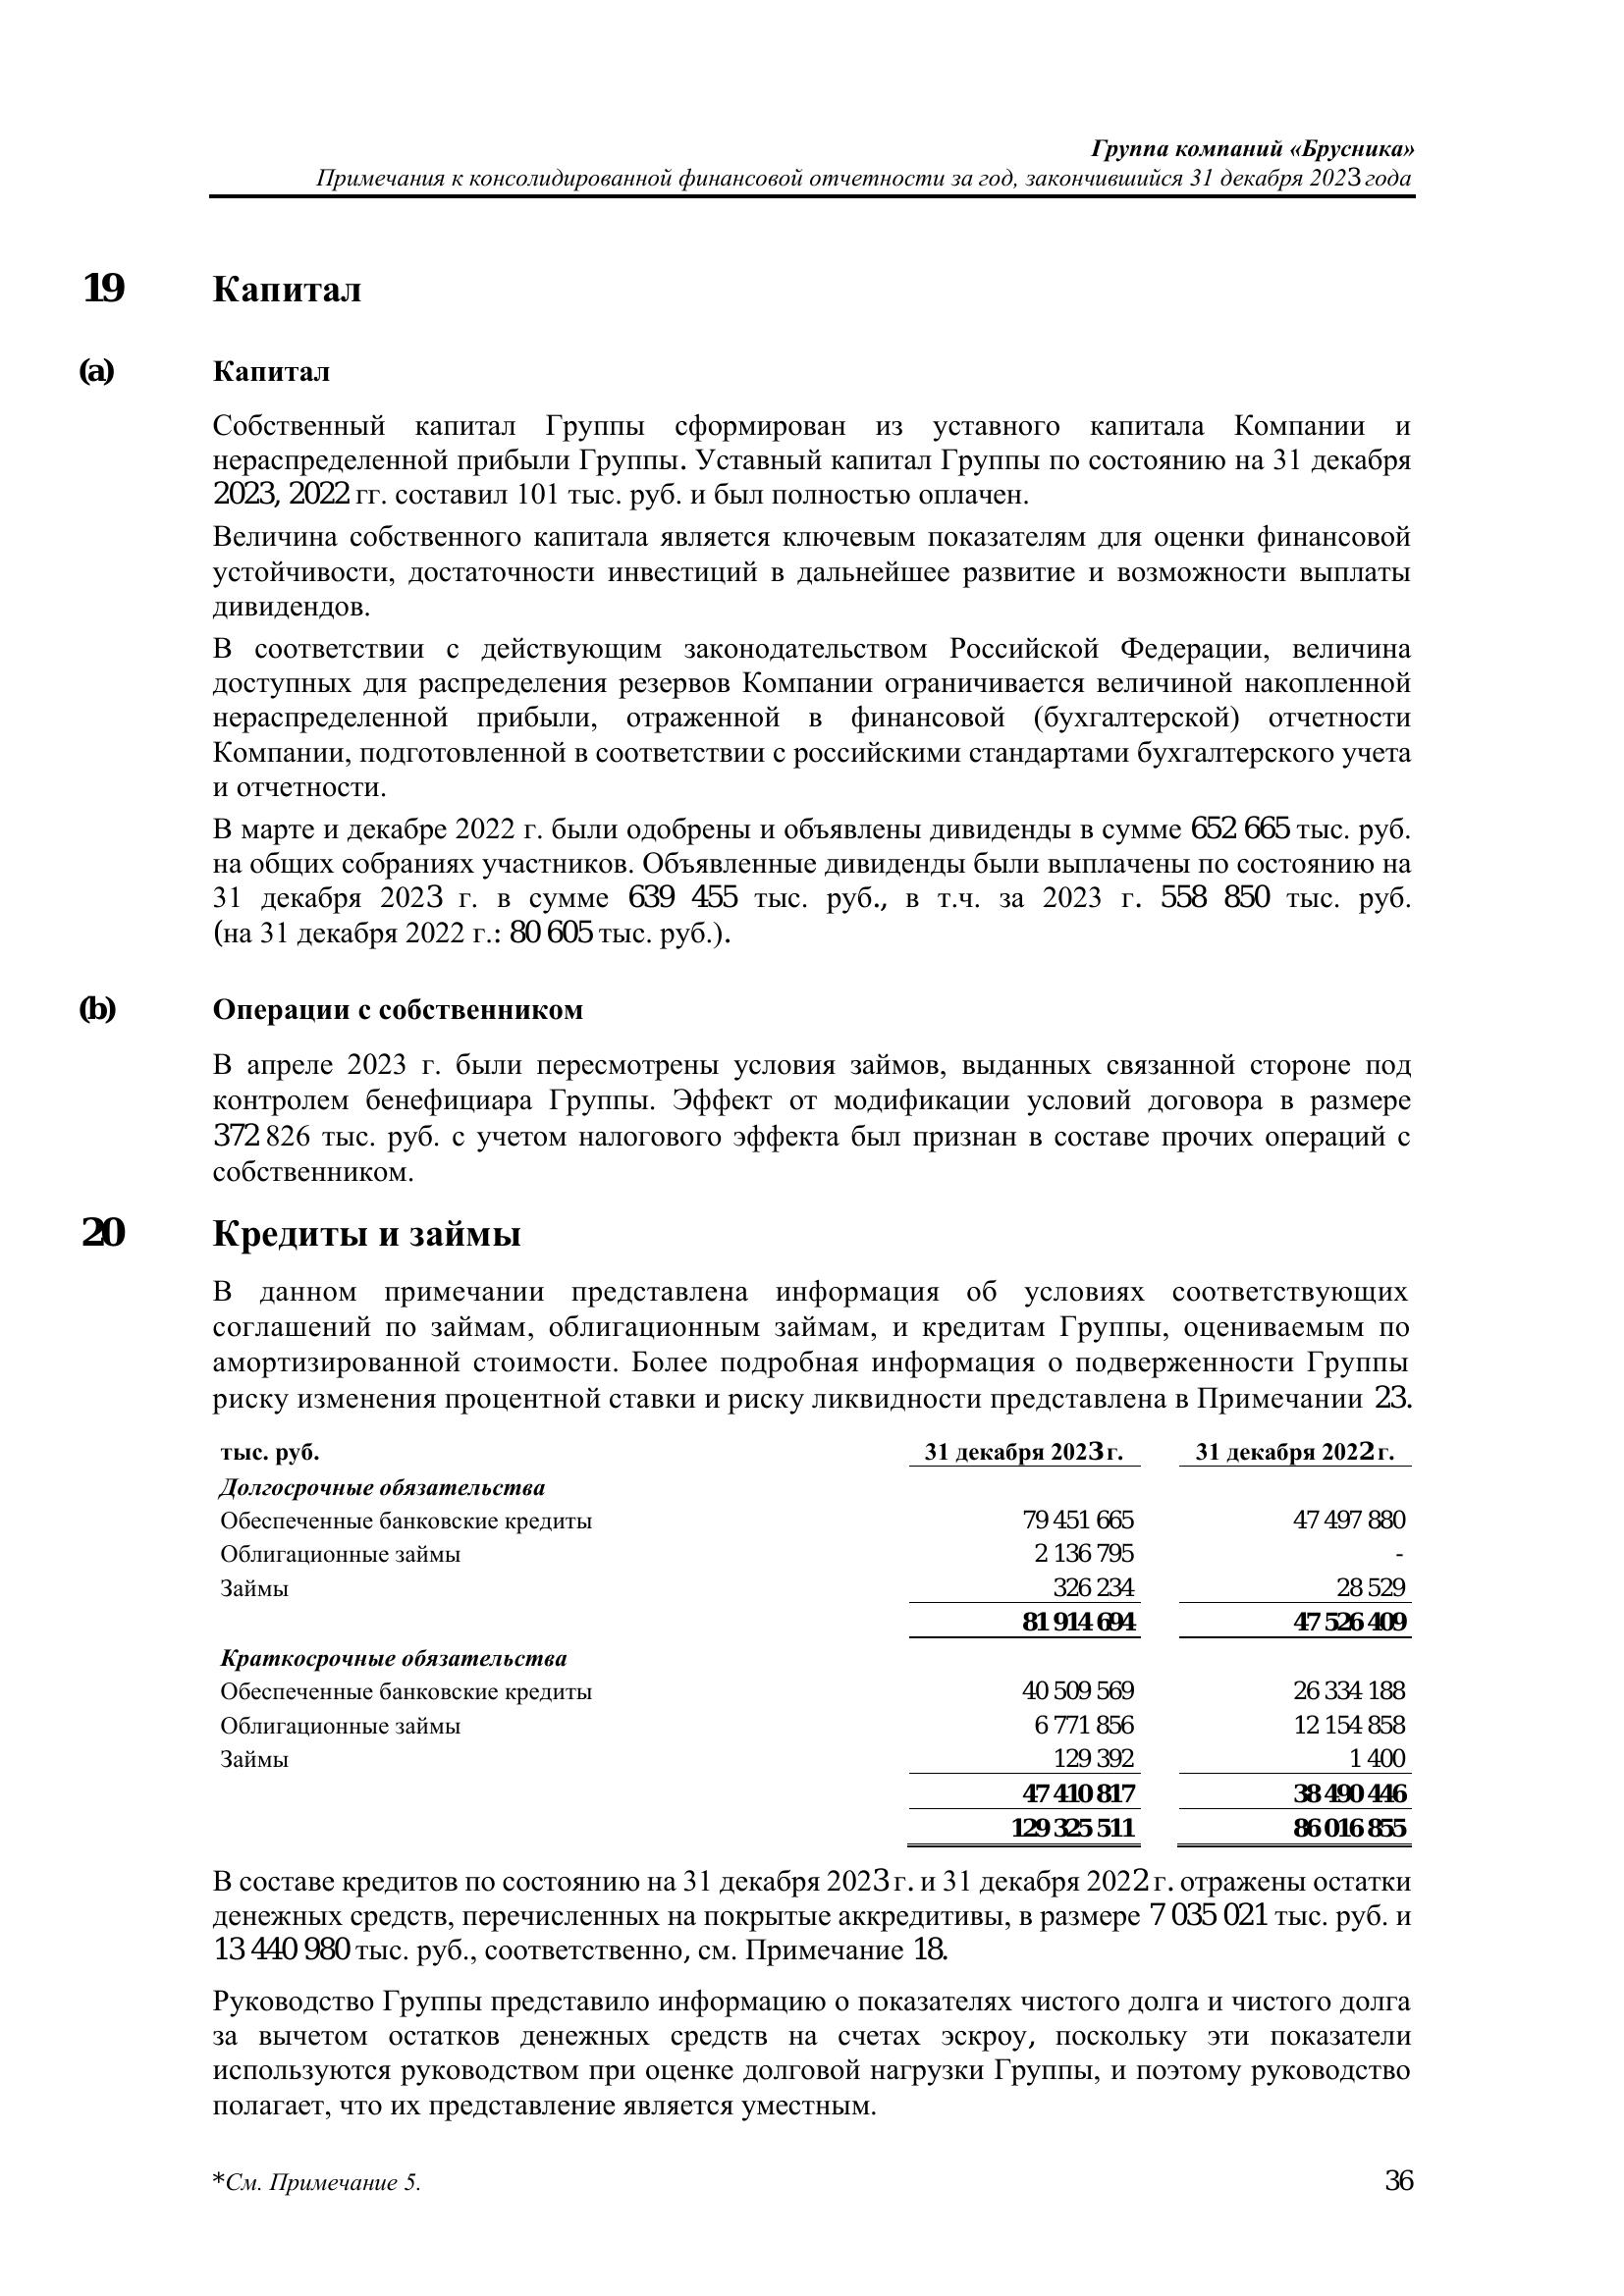 Группа компаний «Брусника»
Примечания к консолидированной финансовой отчетности за год, закончившийся 31 декабря 2023 года
19 Капитал
(a) Капитал
Собственный капитал Группы сформирован из уставного капитала Компании и
нераспределенной прибыли Группы. Уставный капитал Группы по состоянию на 31 декабря
2023, 2022 гг. составил 101 тыс. руб. и был полностью оплачен.
Величина собственного капитала является ключевым показателям для оценки финансовой
устойчивости, достаточности инвестиций в дальнейшее развитие и возможности выплаты
дивидендов.
В соответствии с действующим законодательством Российской Федерации, величина
доступных для распределения резервов Компании ограничивается величиной накопленной
нераспределенной прибыли, отраженной в финансовой (бухгалтерской) отчетности
Компании, подготовленной в соответствии с российскими стандартами бухгалтерского учета
и отчетности.
В марте и декабре 2022 г. были одобрены и объявлены дивиденды в сумме 652 665 тыс. руб.
на общих собраниях участников. Объявленные дивиденды были выплачены по состоянию на
31 декабря 2023 г. в сумме 639 455 тыс. руб., в т.ч. за 2023 г. 558 850 тыс. руб.
(на 31 декабря 2022 г.: 80 605 тыс. руб.).
(b) Операции с собственником
В апреле 2023 г. были пересмотрены условия займов, выданных связанной стороне под
контролем бенефициара Группы. Эффект от модификации условий договора в размере
372 826 тыс. руб. с учетом налогового эффекта был признан в составе прочих операций с
собственником.
20 Кредиты и займы
В данном примечании представлена информация об условиях соответствующих
соглашений по займам, облигационным займам, и кредитам Группы, оцениваемым по
амортизированной стоимости. Более подробная информация о подверженности Группы
риску изменения процентной ставки и риску ликвидности представлена в Примечании 23.
тыс. руб. 31 декабря 2023 г. 31 декабря 2022 г.
Долгосрочные обязательства
Обеспеченные банковские кредиты 79 451 665 47 497 880
Облигационные займы 2 136 795 -
Займы 326 234 28 529
81 914 694 47 526 409
Краткосрочные обязательства
Обеспеченные банковские кредиты 40 509 569 26 334 188
Облигационные займы 6 771 856 12 154 858
Займы 129 392 1 400
47 410 817 38 490 446
129 325 511 86 016 855
В составе кредитов по состоянию на 31 декабря 2023 г. и 31 декабря 2022 г. отражены остатки
денежных средств, перечисленных на покрытые аккредитивы, в размере 7 035 021 тыс. руб. и
13 440 980 тыс. руб., соответственно, см. Примечание 18.
Руководство Группы представило информацию о показателях чистого долга и чистого долга
за вычетом остатков денежных средств на счетах эскроу, поскольку эти показатели
используются руководством при оценке долговой нагрузки Группы, и поэтому руководство
полагает, что их представление является уместным.
*См. Примечание 5. 36